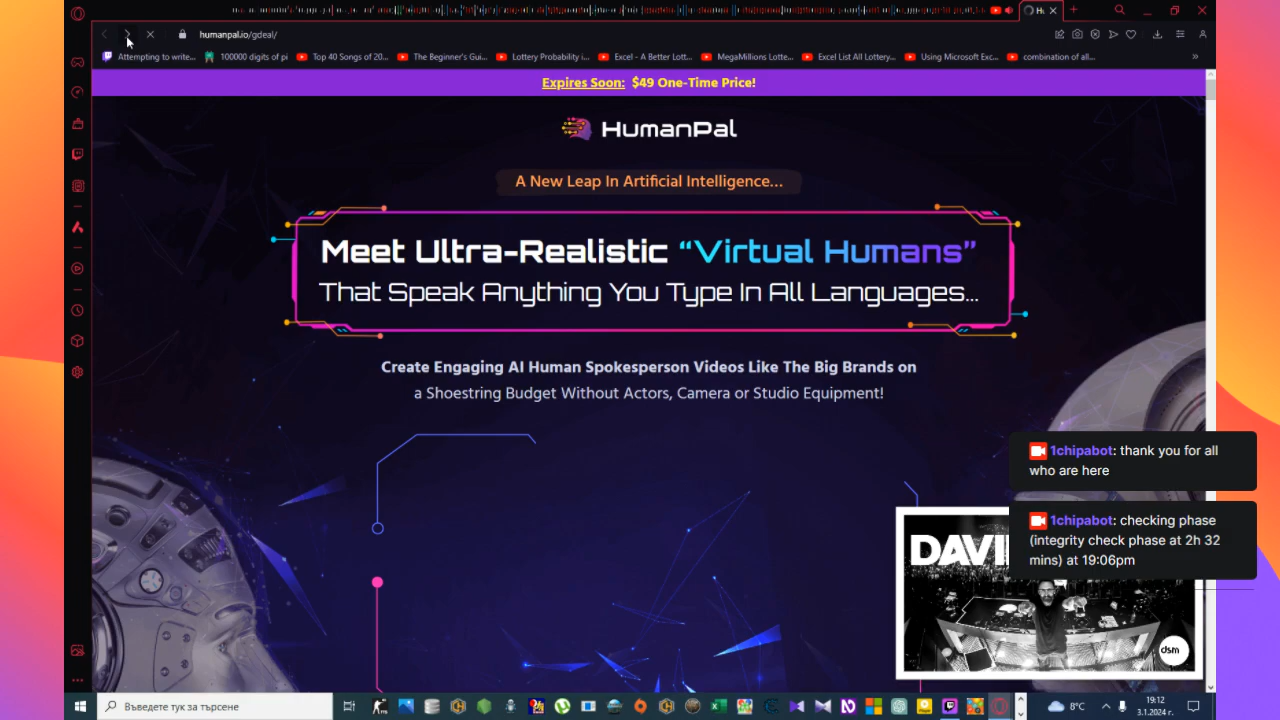 humanpal.io/gdeal/
Attempting to write...
100000 digits of pi
Top 40 Songs of 20...
The Beginner's Gui...
Lottery Probability i...
Excel - A Better Lott...
MegaMillions Lotte...
Excel List All Lottery...
Using Microsoft Exc...
combination of all...
Expires Soon: $49 One-Time Price!
HumanPal
A New Leap In Artificial Intelligence...
Meet Ultra-Realistic “Virtual Humans”
That Speak Anything You Type In All Languages...
Create Engaging AI Human Spokesperson Videos Like The Big Brands on
a Shoestring Budget Without Actors, Camera or Studio Equipment!
1chipabot: thank you for all
who are here
1chipabot: checking phase
(integrity check phase at 2h 32
mins) at 19:06pm
DAVI
dsm
Въведете тук за търсене
8°C
19:12
3.1.2024 г.